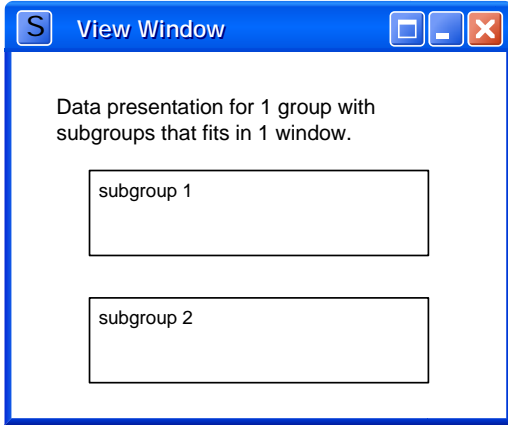 S View Window
Data presentation for 1 group with
subgroups that fits in 1 window.
subgroup 1
subgroup 2